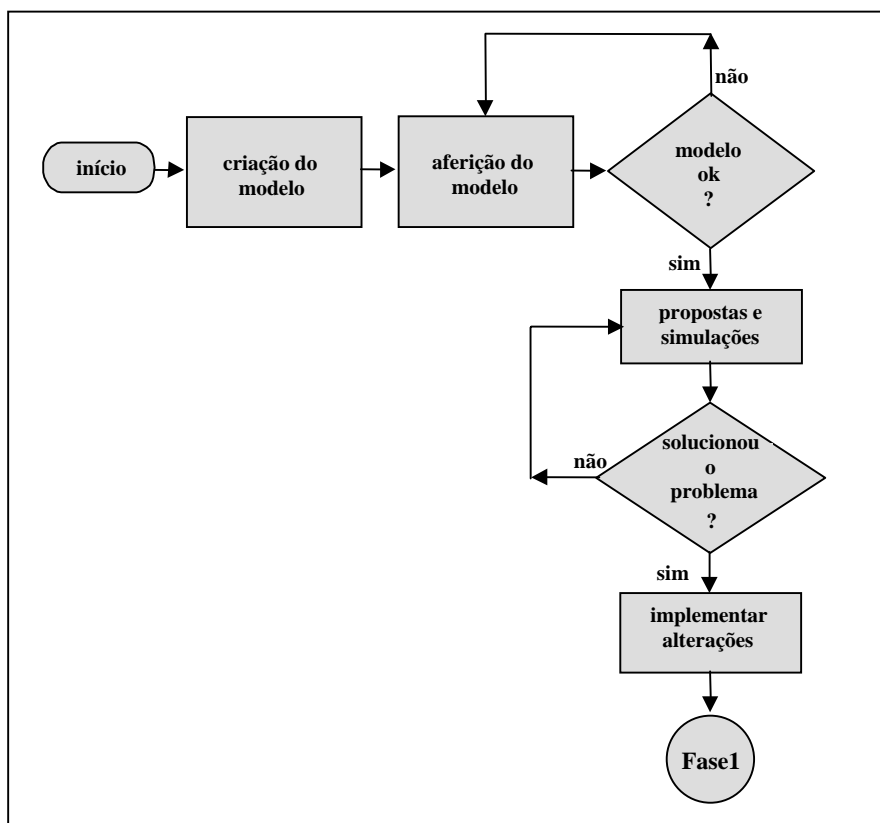 início
criação do
modelo
aferição do
modelo
modelo
ok
?
não
sim
propostas e
simulações
solucionou
o
problema
?
não
sim
implementar
alterações
Fase1